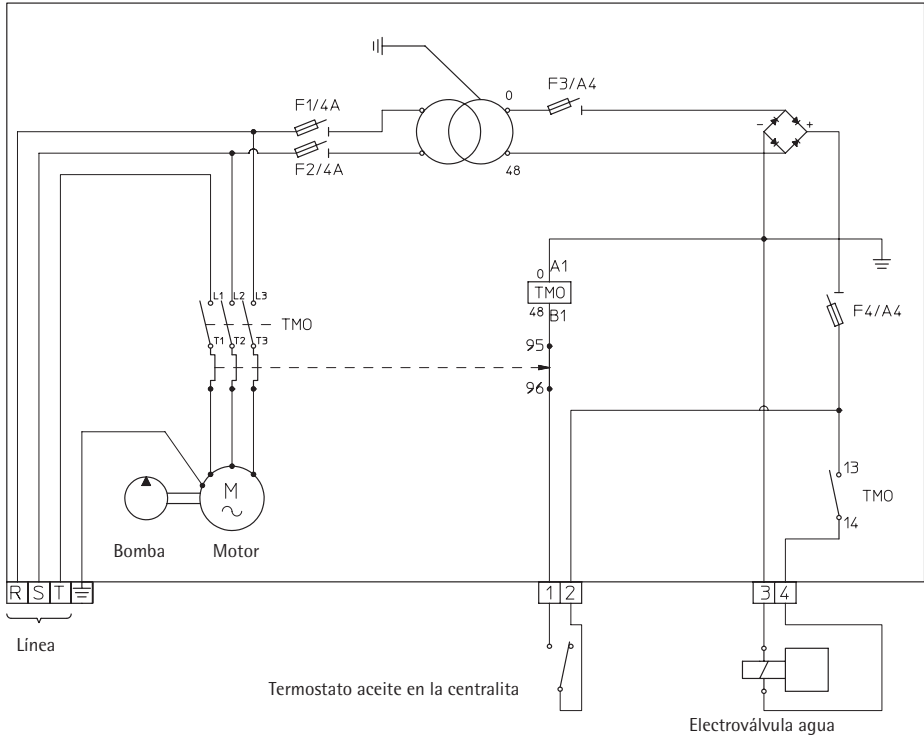 0
F3/A4
F1/4A
- +
F2/4A
48
A1
0
TMO
48
B1
L1 L2 L3
TMO
F4/A4
T1 T2 T3
95
96
13
TMO
14
M
Bomba
Motor
R S T
1 2
3 4
Línea
Termostato aceite en la centralita
Electroválvula agua